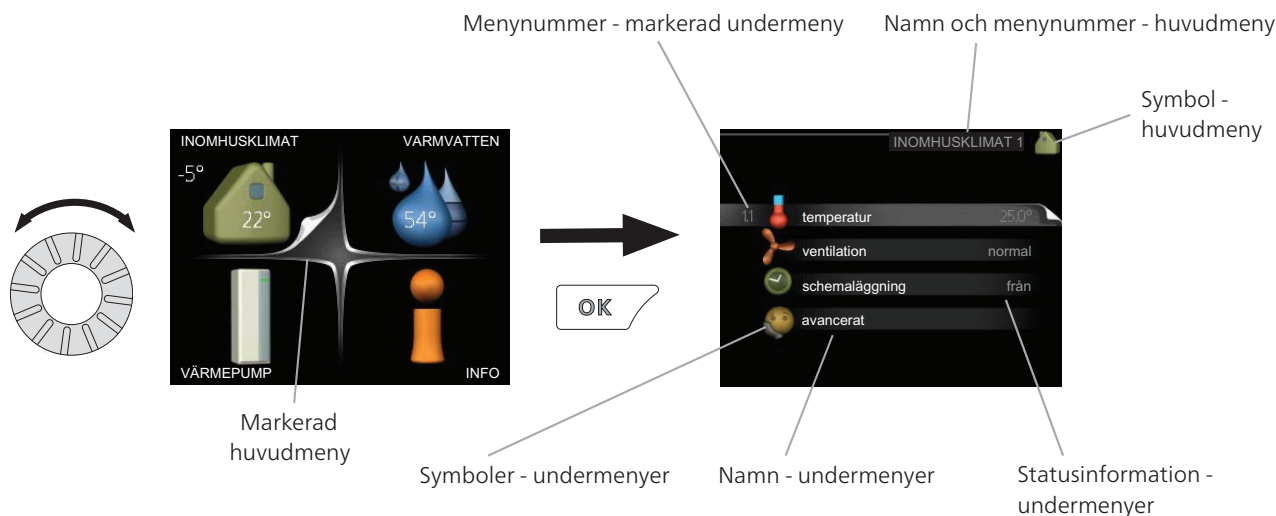 Menynummer - markerad undermeny
Namn och menynummer - huvudmeny
Symbol -
huvudmeny
INOMHUSKLIMAT
VARMVATTEN
-5°
22°
54°
VÄRMEPUMP
INFO
OK
INOMHUSKLIMAT 1
1.1 temperatur 25.0°
ventilation normal
schemaläggning från
avancerat
Markerad
huvudmeny
Symboler - undermenyer
Namn - undermenyer
Statusinformation -
undermenyer